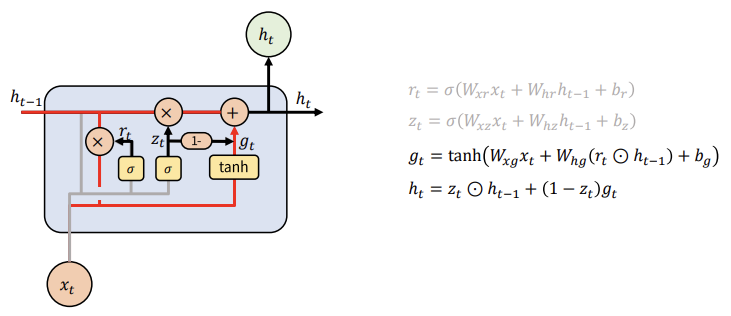 h_t
h_{t−1}
h_t
×
+
×
r_t
z_t
1-
g_t
σ
σ
tanh
x_t
r_t = σ(W_{xr}x_t + W_{hr}h_{t−1} + b_r)
z_t = σ(W_{xz}x_t + W_{hz}h_{t−1} + b_z)
g_t = tanh(W_{xg}x_t + W_{hg}(r_t ⊙ h_{t−1}) + b_g)
h_t = z_t ⊙ h_{t−1} + (1 − z_t)g_t